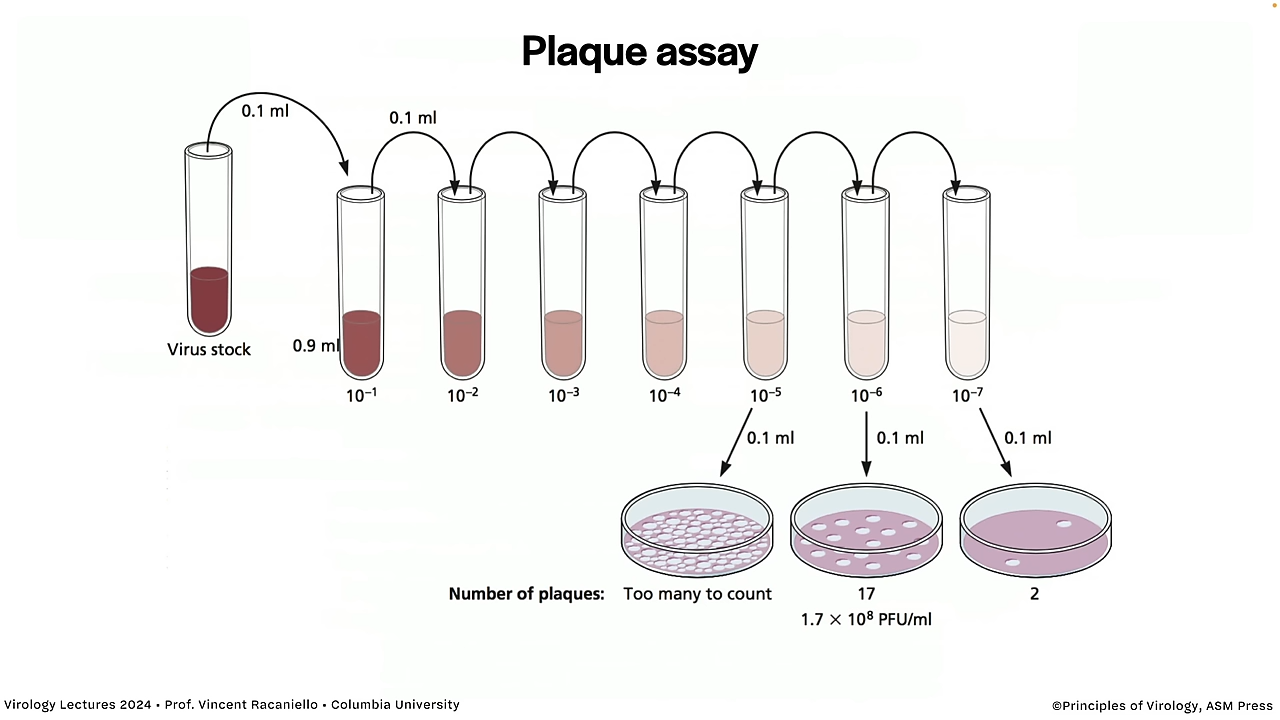 Plaque assay
0.1 ml
0.1 ml
Virus stock
0.9 ml
10⁻¹
10⁻²
10⁻³
10⁻⁴
10⁻⁵
10⁻⁶
10⁻⁷
0.1 ml
0.1 ml
0.1 ml
Number of plaques: Too many to count 17 2
1.7 × 10⁸ PFU/ml
Virology Lectures 2024 • Prof. Vincent Racaniello • Columbia University
©Principles of Virology, ASM Press